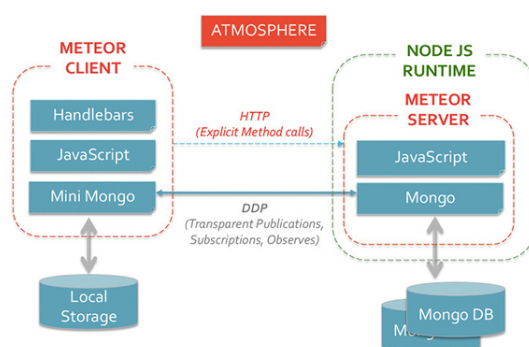 ATMOSPHERE
METEOR
CLIENT
Handlebars
JavaScript
Mini Mongo
Local
Storage
HTTP
(Explicit Method calls)
DDP
(Transparent Publications,
Subscriptions, Observes)
NODE JS
RUNTIME
METEOR
SERVER
JavaScript
Mongo
Mongo DB